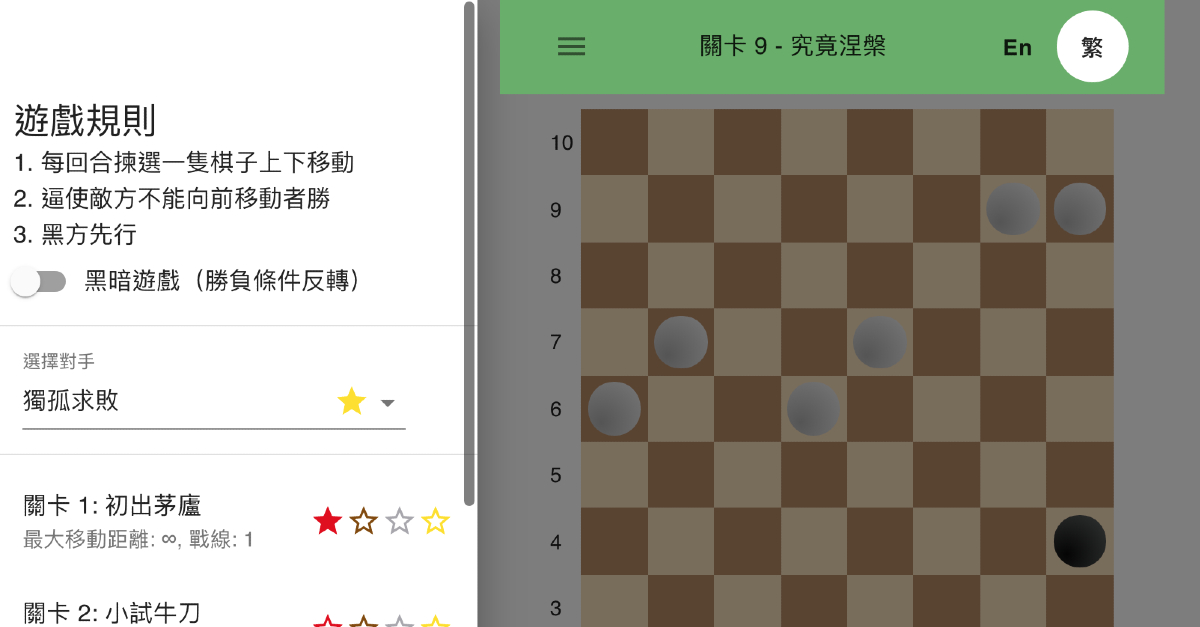 遊戲規則
1. 每回合揀選一隻棋子上下移動
2. 逼使敵方不能向前移動者勝
3. 黑方先行
黑暗遊戲（勝負條件反轉）
選擇對手
獨孤求敗
關卡 1: 初出茅廬
最大移動距離: ∞, 戰線: 1
關卡 2: 小試牛刀
關卡 9 - 究竟涅槃
En
繁
10
9
8
7
6
5
4
3